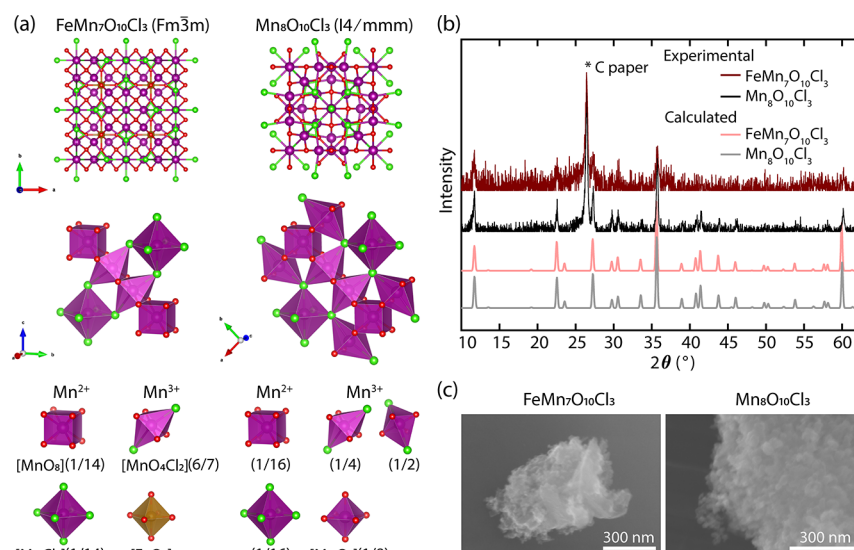 (a)
FeMn₇O₁₀Cl₃ (Fm3̅m)
Mn₈O₁₀Cl₃ (I4/mmm)
b
a
c
b
a
b
c
a
Mn²⁺
Mn³⁺
Mn²⁺
Mn³⁺
[MnO₈](1/14)
[MnO₄Cl₂](6/7)
(1/16)
(1/4)
(1/2)
(b)
Intensity
* C paper
Experimental
FeMn₇O₁₀Cl₃
Mn₈O₁₀Cl₃
Calculated
FeMn₇O₁₀Cl₃
Mn₈O₁₀Cl₃
10 15 20 25 30 35 40 45 50 55 60
2θ (°)
(c)
FeMn₇O₁₀Cl₃
Mn₈O₁₀Cl₃
300 nm
300 nm